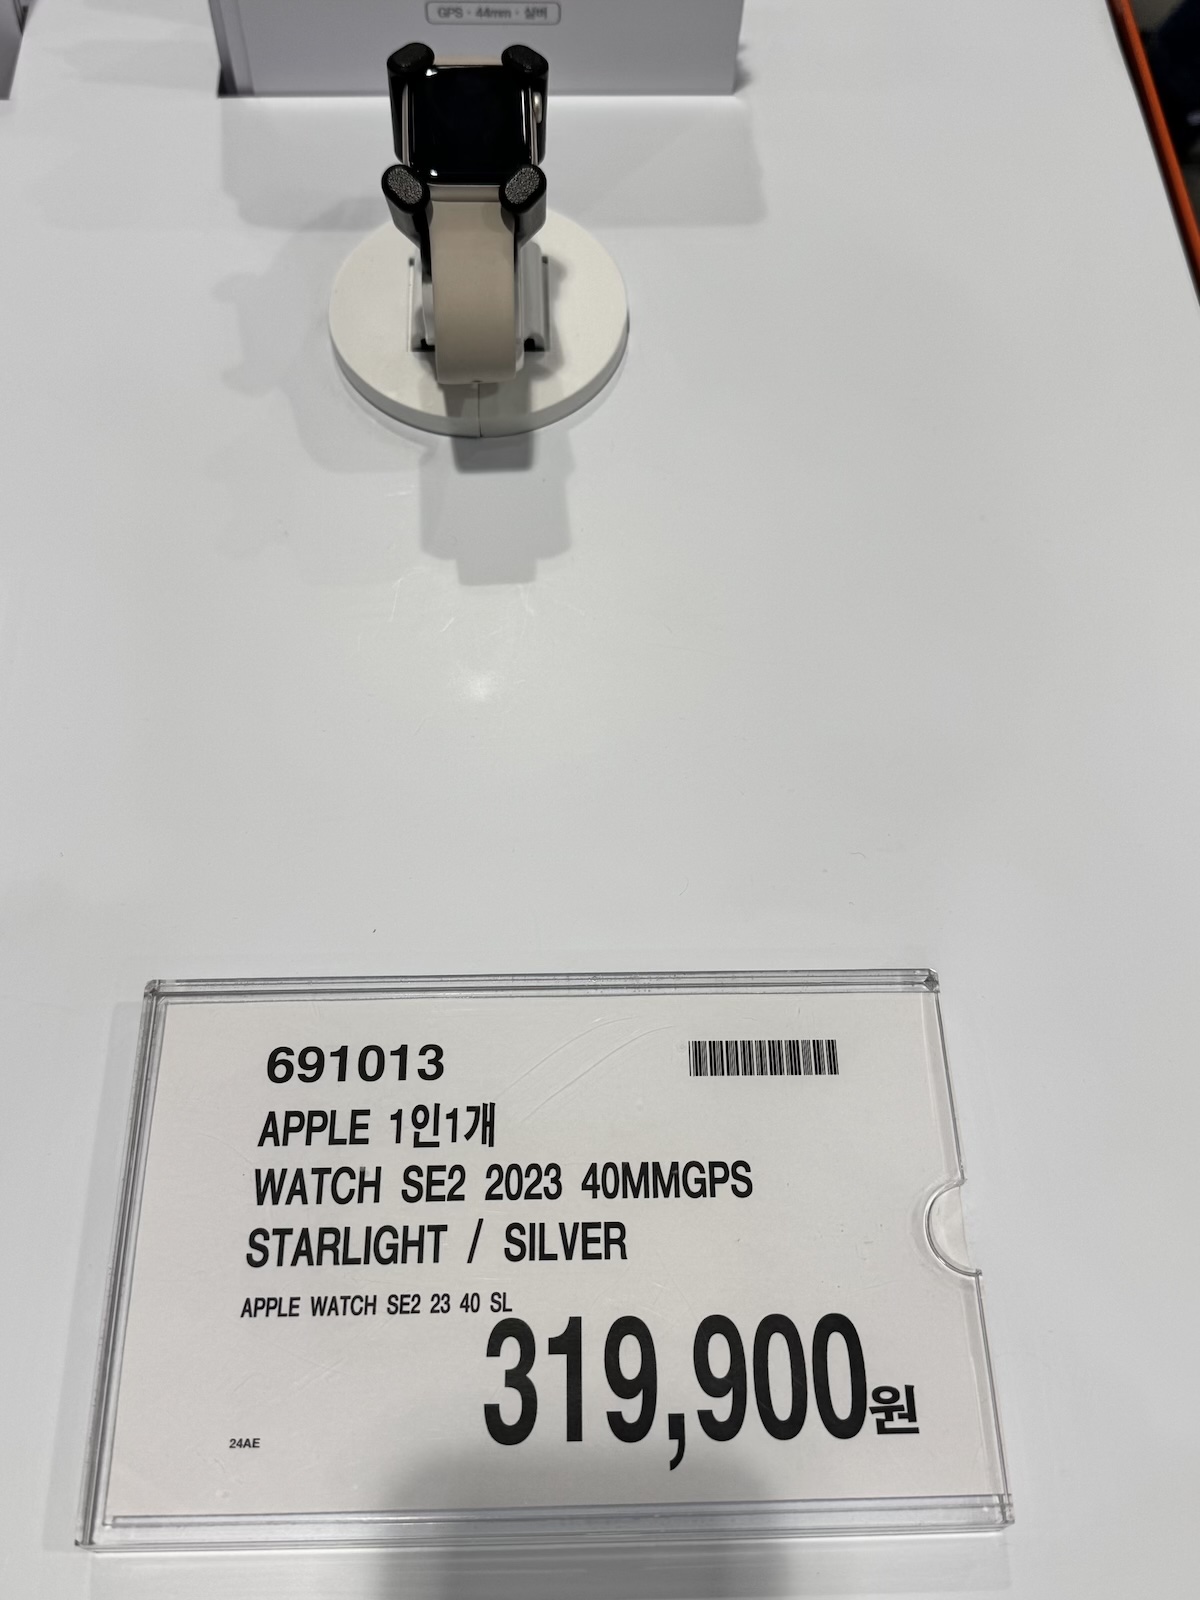 GPS · 44mm · 실버
691013
APPLE 1인1개
WATCH SE2 2023 40MMGPS
STARLIGHT / SILVER
APPLE WATCH SE2 23 40 SL
319,900원
24AE